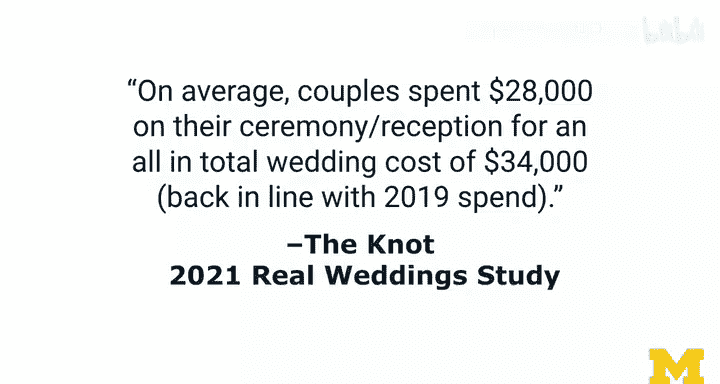 “On average, couples spent $28,000
on their ceremony/reception for an
all in total wedding cost of $34,000
(back in line with 2019 spend).”
–The Knot
2021 Real Weddings Study
M